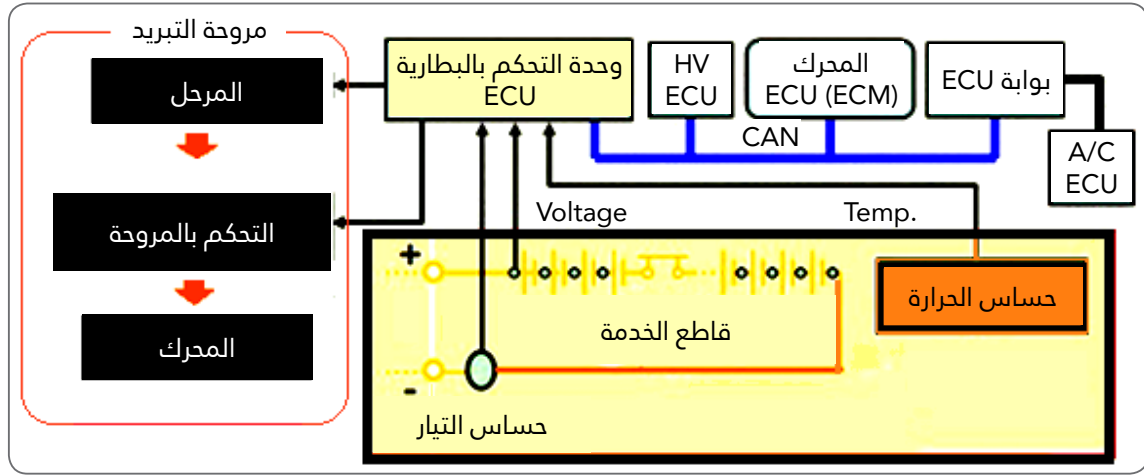 مروحة التبريد
المرحل
التحكم بالمروحة
المحرك
وحدة التحكم بالبطارية
ECU
HV
ECU
المحرك
ECU (ECM)
بوابة ECU
A/C
ECU
CAN
Voltage
Temp.
+
-
قاطع الخدمة
حساس التيار
حساس الحرارة